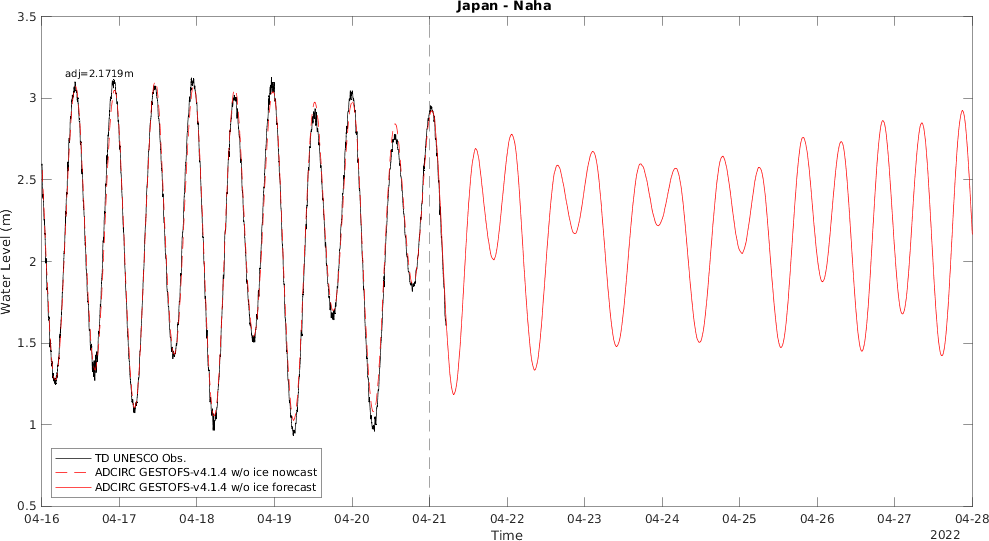 Japan - Naha
adj=2.1719m
3.5
3
2.5
2
1.5
1
0.5
Water Level (m)
TD UNESCO Obs.
ADCIRC GESTOFS-v4.1.4 w/o ice nowcast
ADCIRC GESTOFS-v4.1.4 w/o ice forecast
04-16 04-17 04-18 04-19 04-20 04-21 04-22 04-23 04-24 04-25 04-26 04-27 04-28
Time
2022